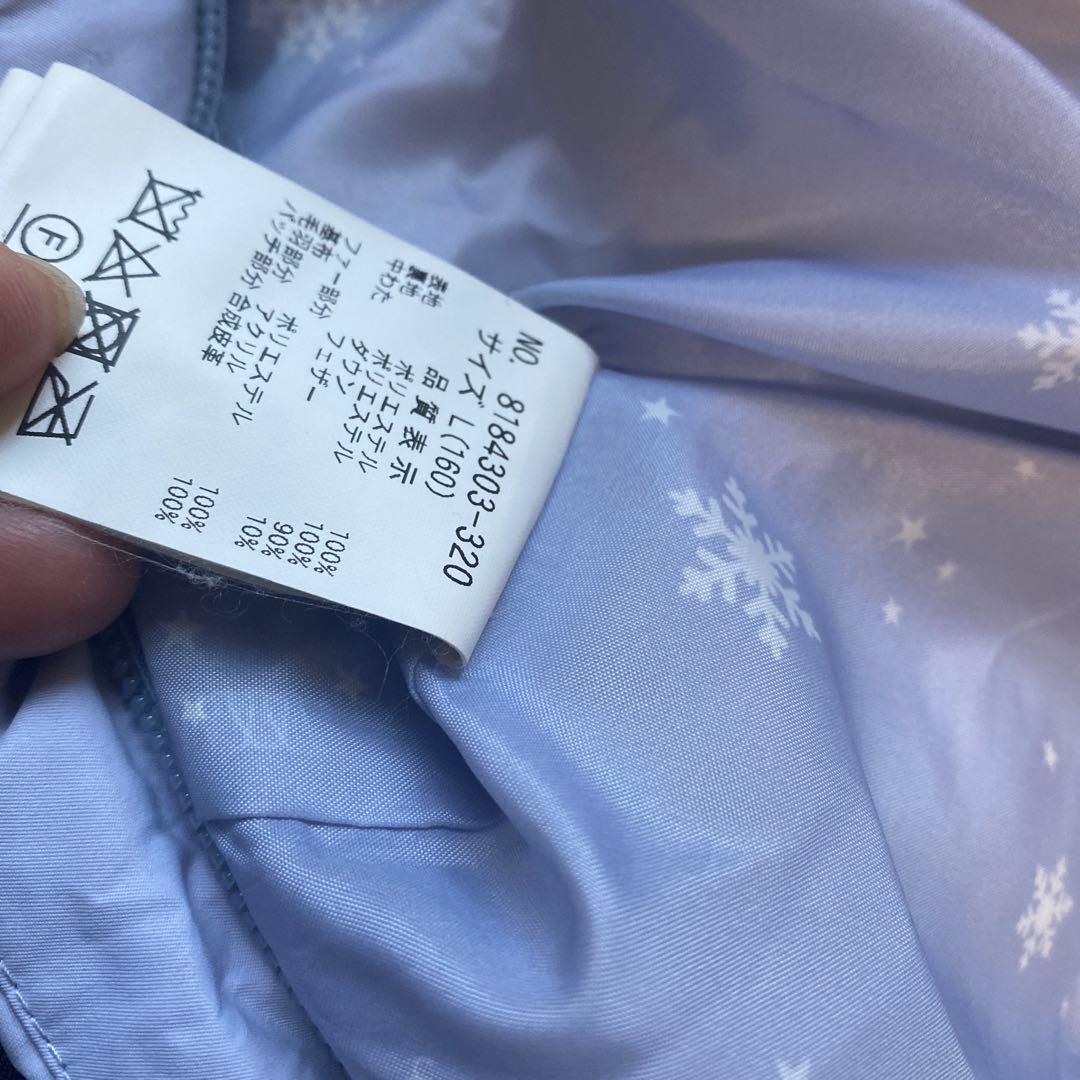 NO. 8184303-320
サイズ L(160)
品質表示
表地 ポリエステル 100%
裏地 ポリエステル 100%
中わた ダウン 90%
フェザー 10%
ファー部分
基布 ポリエステル 100%
毛羽部分 アクリル 100%
パッチ部分 合成皮革
F